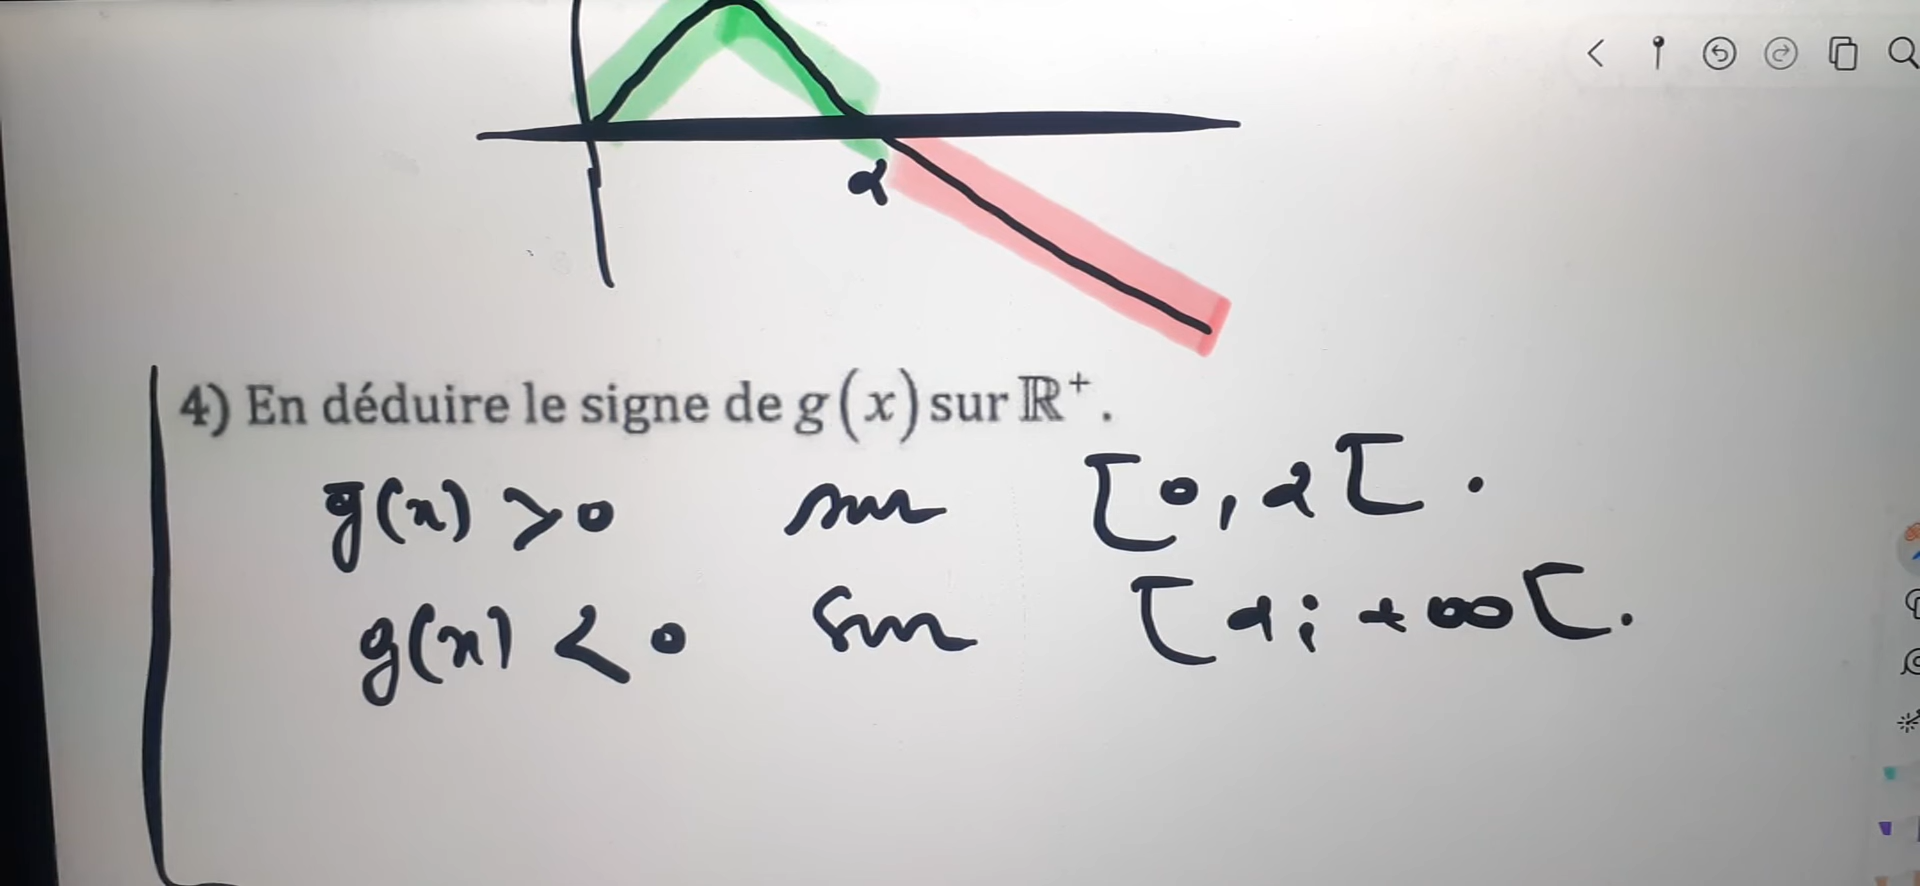 α
4) En déduire le signe de g(x) sur ℝ⁺.
g(x) > 0 sur [0, α[.
g(x) < 0 sur [α; +∞[.